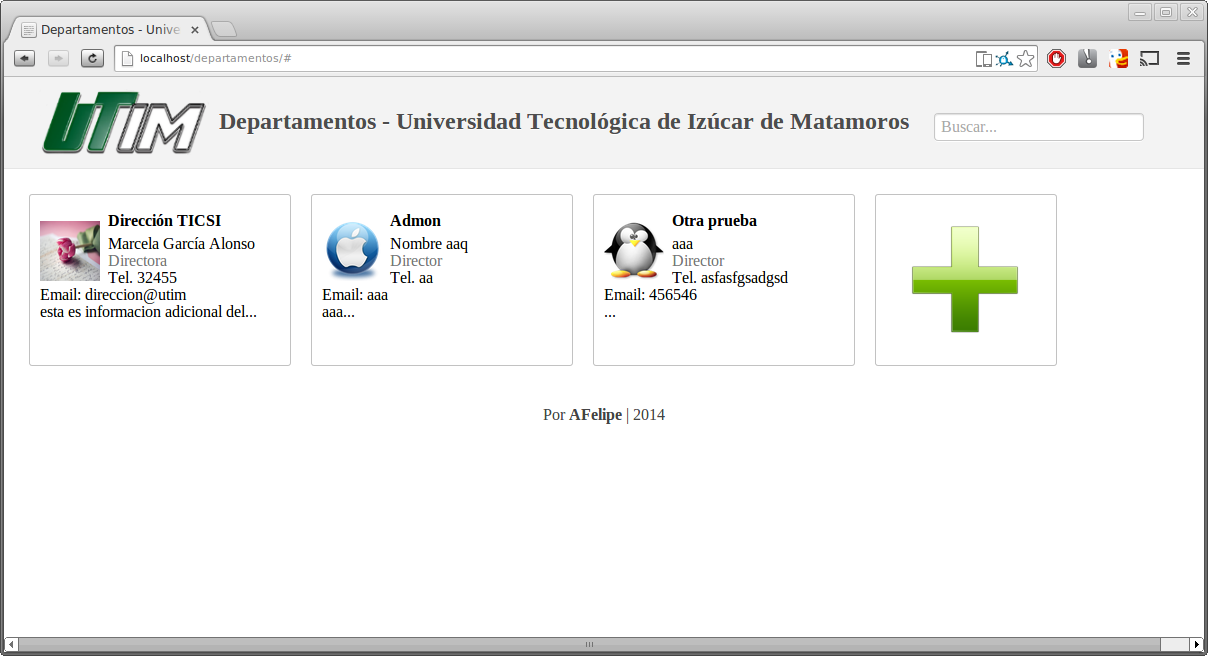 Departamentos - Unive
localhost/departamentos/#
UTIM
Departamentos - Universidad Tecnológica de Izúcar de Matamoros
Buscar...
Dirección TICSI
Marcela García Alonso
Directora
Tel. 32455
Email: direccion@utim
esta es informacion adicional del...
Admon
Nombre aaq
Director
Tel. aa
Email: aaa
aaa...
Otra prueba
aaa
Director
Tel. asfasfgsadgsd
Email: 456546
...
Por AFelipe | 2014